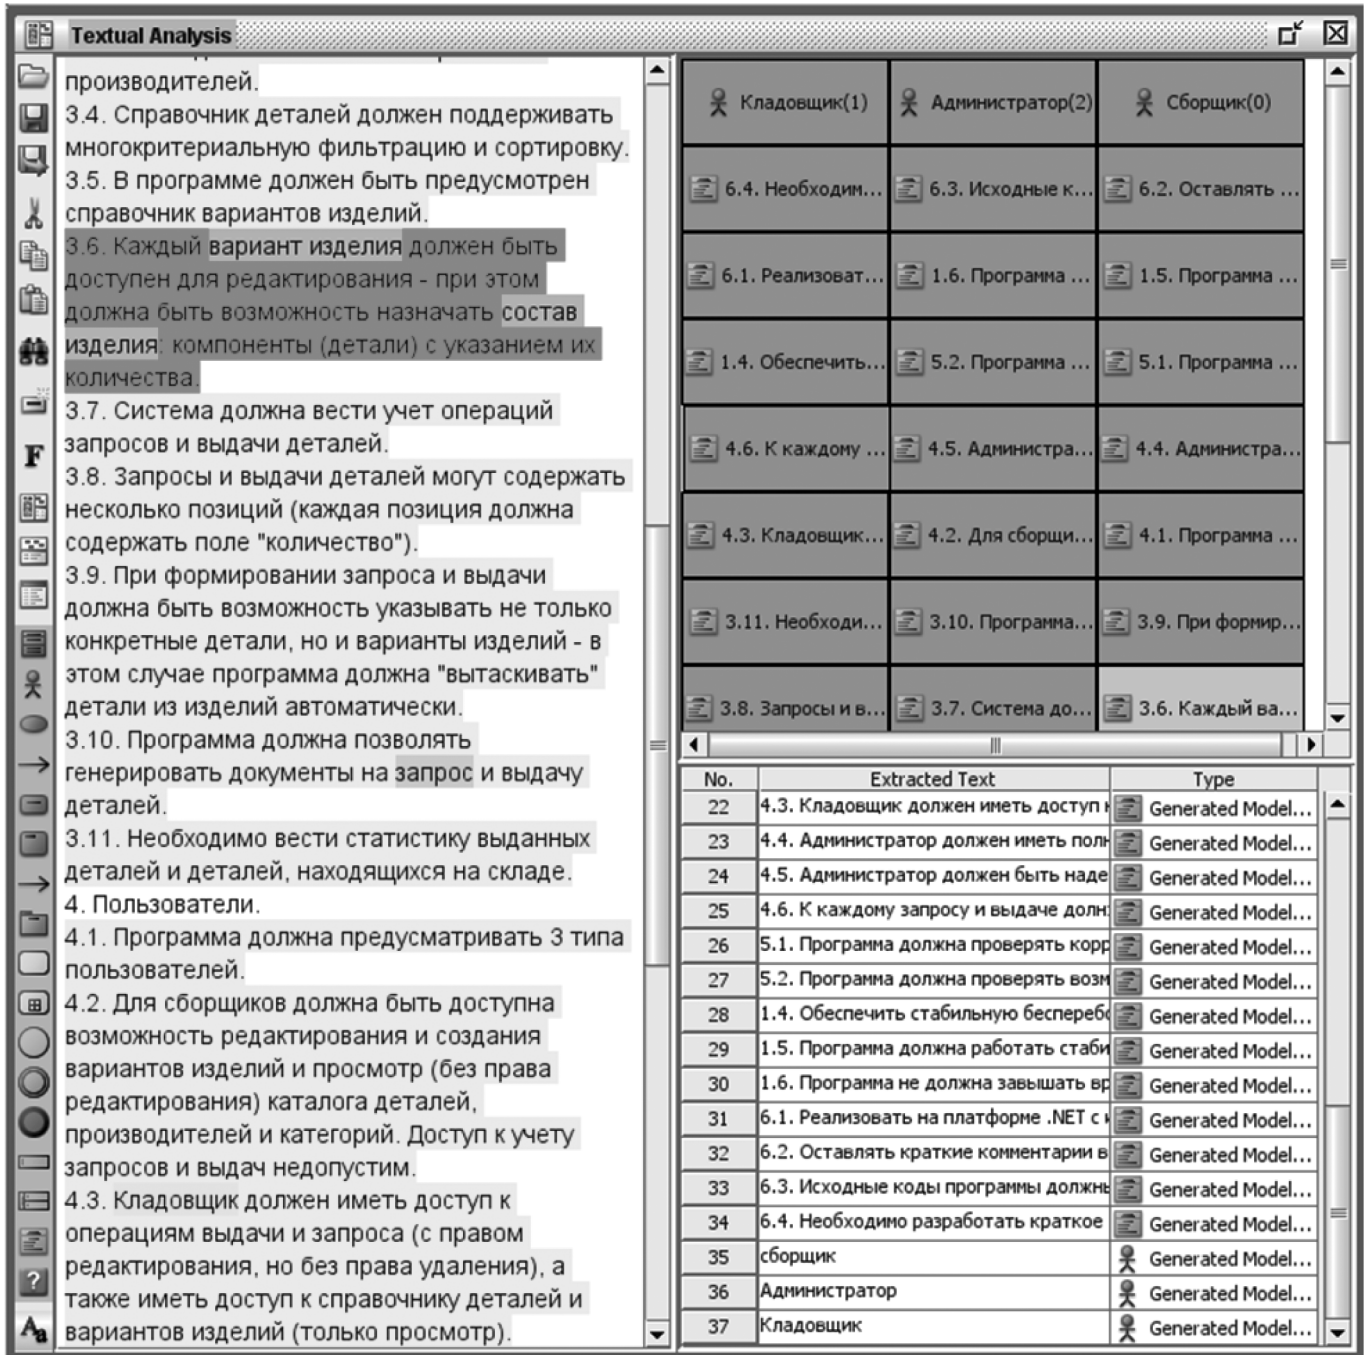 Textual Analysis
производителей.
3.4. Справочник деталей должен поддерживать
многокритериальную фильтрацию и сортировку.
3.5. В программе должен быть предусмотрен
справочник вариантов изделий.
3.6. Каждый вариант изделия должен быть
доступен для редактирования - при этом
должна быть возможность назначать состав
изделия: компоненты (детали) с указанием их
количества.
3.7. Система должна вести учет операций
запросов и выдачи деталей.
3.8. Запросы и выдачи деталей могут содержать
несколько позиций (каждая позиция должна
содержать поле "количество").
3.9. При формировании запроса и выдачи
должна быть возможность указывать не только
конкретные детали, но и варианты изделий - в
этом случае программа должна "вытаскивать"
детали из изделий автоматически.
3.10. Программа должна позволять
генерировать документы на запрос и выдачу
деталей.
3.11. Необходимо вести статистику выданных
деталей и деталей, находящихся на складе.
4. Пользователи.
4.1. Программа должна предусматривать 3 типа
пользователей.
4.2. Для сборщиков должна быть доступна
возможность редактирования и создания
вариантов изделий и просмотр (без права
редактирования) каталога деталей,
производителей и категорий. Доступ к учету
запросов и выдач недопустим.
4.3. Кладовщик должен иметь доступ к
операциям выдачи и запроса (с правом
редактирования, но без права удаления), а
также иметь доступ к справочнику деталей и
вариантов изделий (только просмотр).
F
?
Aa
Кладовщик(1) Администратор(2) Сборщик(0)
6.4. Необходим... 6.3. Исходные к... 6.2. Оставлять ...
6.1. Реализоват... 1.6. Программа ... 1.5. Программа ...
1.4. Обеспечить... 5.2. Программа ... 5.1. Программа ...
4.6. К каждому ... 4.5. Администра... 4.4. Администра...
4.3. Кладовщик... 4.2. Для сборщи... 4.1. Программа ...
3.11. Необходи... 3.10. Программа... 3.9. При формир...
3.8. Запросы и в... 3.7. Система до... 3.6. Каждый ва...
No. Extracted Text Type
22 4.3. Кладовщик должен иметь доступ Generated Model...
23 4.4. Администратор должен иметь пол Generated Model...
24 4.5. Администратор должен быть наде Generated Model...
25 4.6. К каждому запросу и выдаче долж Generated Model...
26 5.1. Программа должна проверять корр Generated Model...
27 5.2. Программа должна проверять возм Generated Model...
28 1.4. Обеспечить стабильную беспереб Generated Model...
29 1.5. Программа должна работать стаби Generated Model...
30 1.6. Программа не должна завышать вр Generated Model...
31 6.1. Реализовать на платформе .NET с Generated Model...
32 6.2. Оставлять краткие комментарии в Generated Model...
33 6.3. Исходные коды программы должн Generated Model...
34 6.4. Необходимо разработать краткое Generated Model...
35 сборщик Generated Model...
36 Администратор Generated Model...
37 Кладовщик Generated Model...